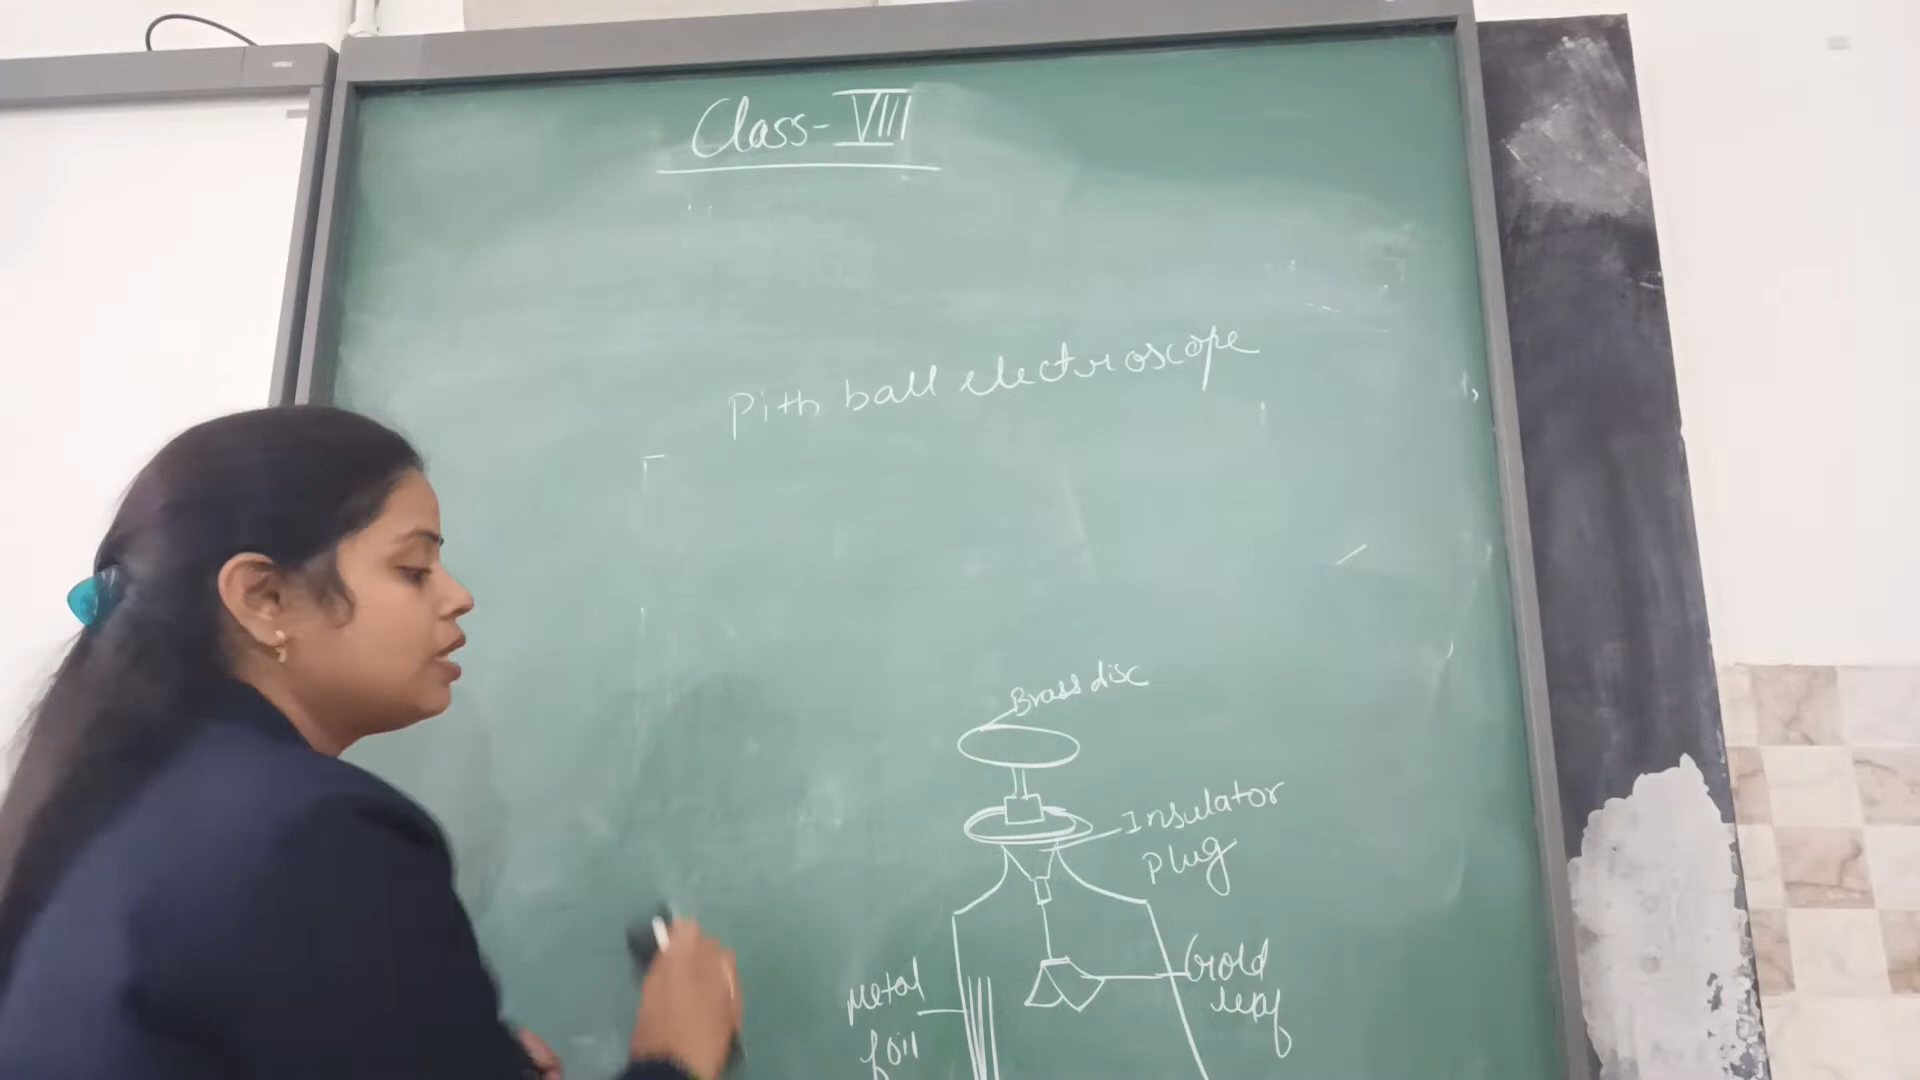 Class-VIII
Pith ball electroscope
Brass disc
Insulator
plug
Gold
leaf
Metal
foil